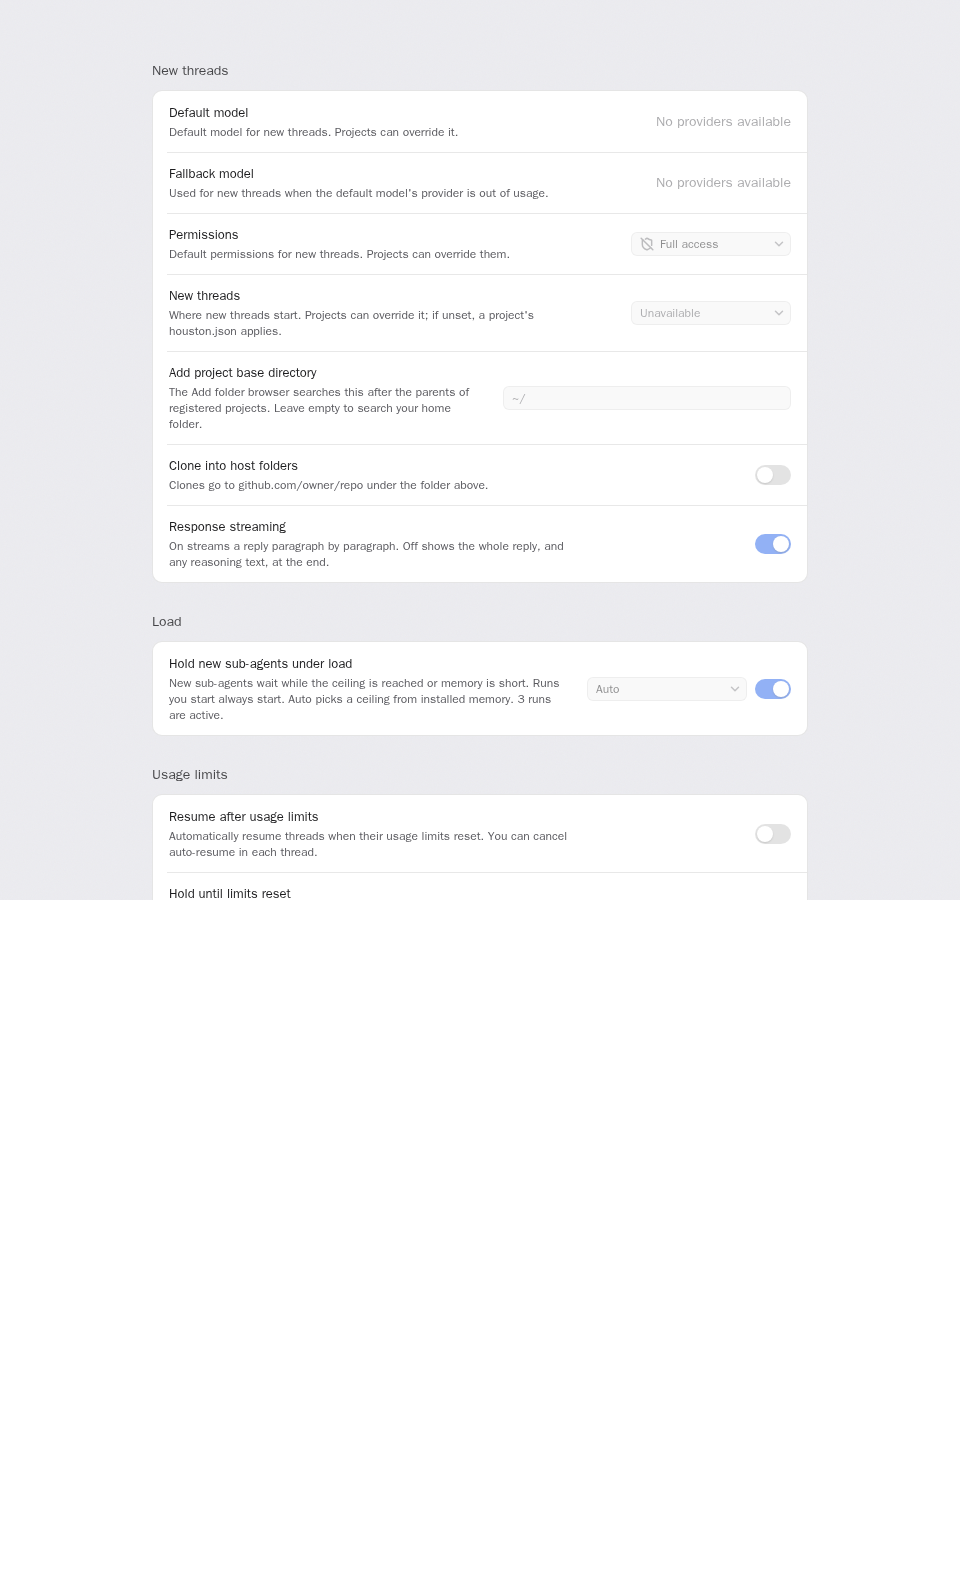 New threads
Default model
Default model for new threads. Projects can override it.
No providers available
Fallback model
Used for new threads when the default model's provider is out of usage.
No providers available
Permissions
Default permissions for new threads. Projects can override them.
Full access
New threads
Where new threads start. Projects can override it; if unset, a project's
houston.json applies.
Unavailable
Add project base directory
The Add folder browser searches this after the parents of
registered projects. Leave empty to search your home
folder.
~/
Clone into host folders
Clones go to github.com/owner/repo under the folder above.
Response streaming
On streams a reply paragraph by paragraph. Off shows the whole reply, and
any reasoning text, at the end.
Load
Hold new sub-agents under load
New sub-agents wait while the ceiling is reached or memory is short. Runs
you start always start. Auto picks a ceiling from installed memory. 3 runs
are active.
Auto
Usage limits
Resume after usage limits
Automatically resume threads when their usage limits reset. You can cancel
auto-resume in each thread.
Hold until limits reset